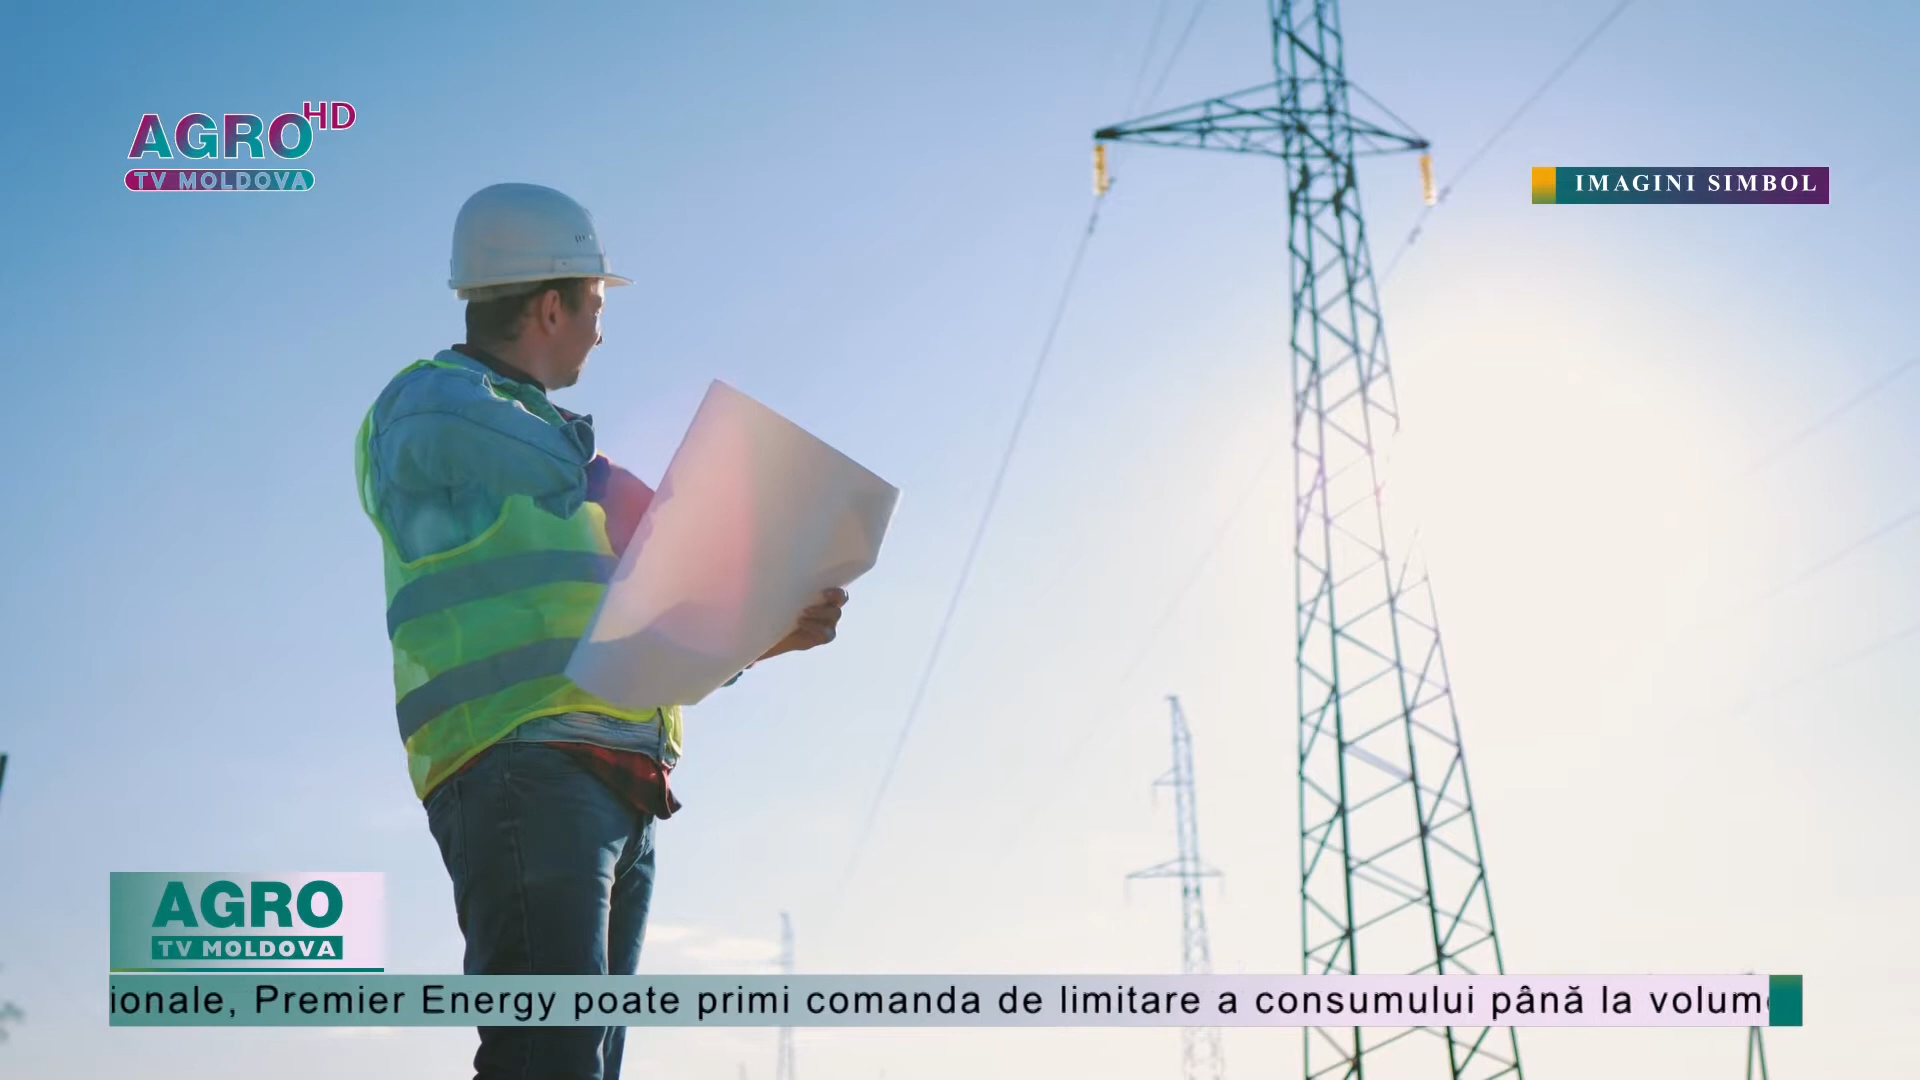 AGRO HD
TV MOLDOVA
IMAGINI SIMBOL
AGRO
TV MOLDOVA
ionale, Premier Energy poate primi comanda de limitare a consumului până la